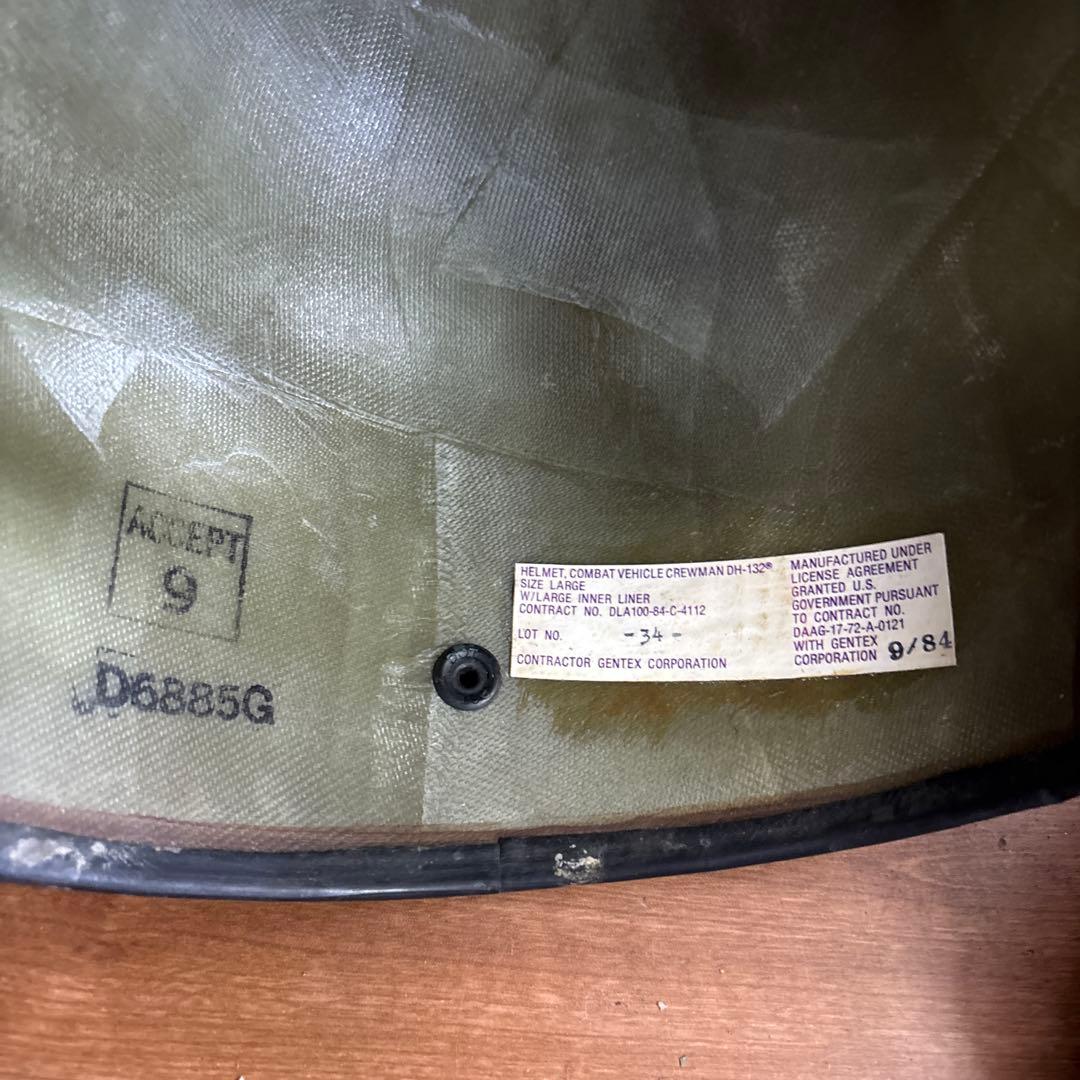 ACCEPT
9
D6885G
HELMET, COMBAT VEHICLE CREWMAN DH-132®
SIZE LARGE
W/LARGE INNER LINER
CONTRACT NO. DLA100-84-C-4112
LOT NO. -34-
CONTRACTOR GENTEX CORPORATION
MANUFACTURED UNDER
LICENSE AGREEMENT
GRANTED U.S.
GOVERNMENT PURSUANT
TO CONTRACT NO.
DAAG-17-72-A-0121
WITH GENTEX
CORPORATION 9/84